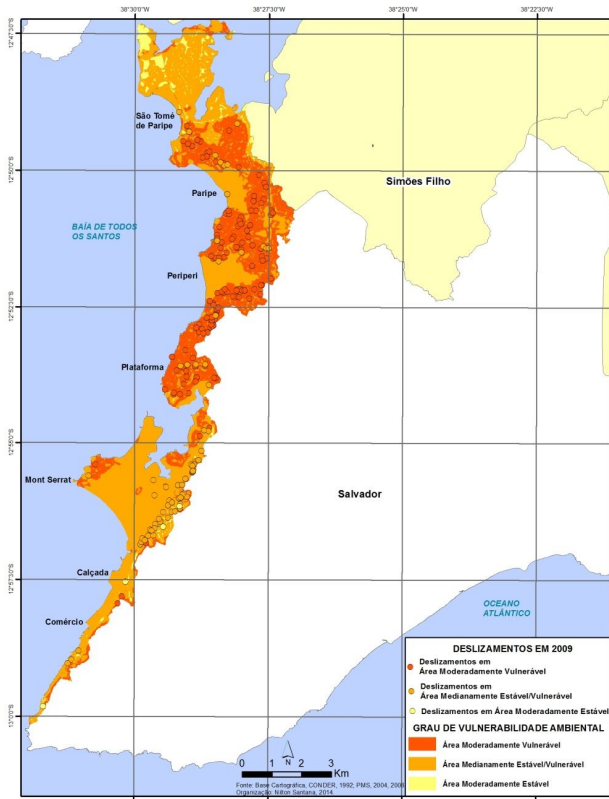 38°30'0"S 38°27'30"S 38°25'0"S 38°22'30"S
12°47'30"S
São Tomé
de Paripe
12°50'0"S
Simões Filho
Paripe
BAÍA DE TODOS
OS SANTOS
Periperi
12°52'30"S
Plataforma
12°55'0"S
Mont Serrat
Salvador
Calçada
12°57'30"S
Comércio
OCEANO
ATLÂNTICO
DESLIZAMENTOS EM 2009
Deslizamentos em
Área Moderadamente Vulnerável
Deslizamentos em
Área Medianamente Estável/Vulnerável
Deslizamentos em Área Moderadamente Estável
GRAU DE VULNERABILIDADE AMBIENTAL
Área Moderadamente Vulnerável
Área Medianamente Estável/Vulnerável
Área Moderadamente Estável
N
0 1 2 3
Km
Fonte: Base Cartográfica, CONDER, 1992; PMS, 2004,
Organização: Nilton Santana, 2014.